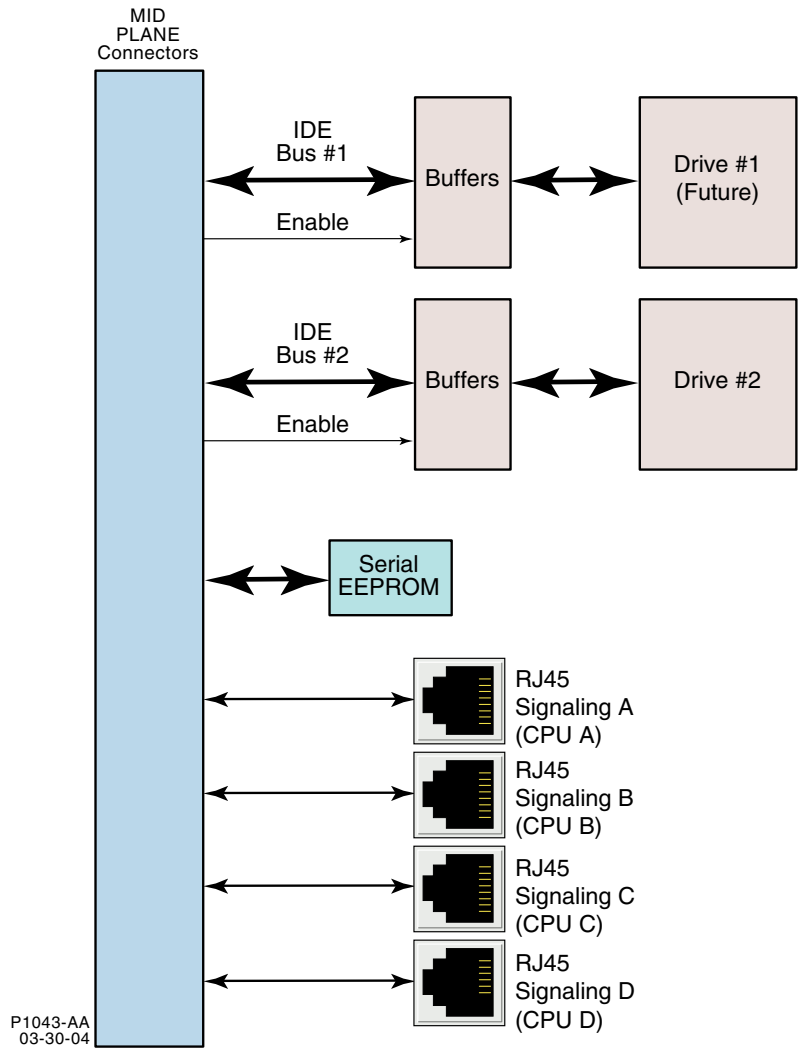 MID
PLANE
Connectors
IDE
Bus #1
Enable
Buffers
Drive #1
(Future)
IDE
Bus #2
Enable
Buffers
Drive #2
Serial
EEPROM
RJ45
Signaling A
(CPU A)
RJ45
Signaling B
(CPU B)
RJ45
Signaling C
(CPU C)
RJ45
Signaling D
(CPU D)
P1043-AA
03-30-04